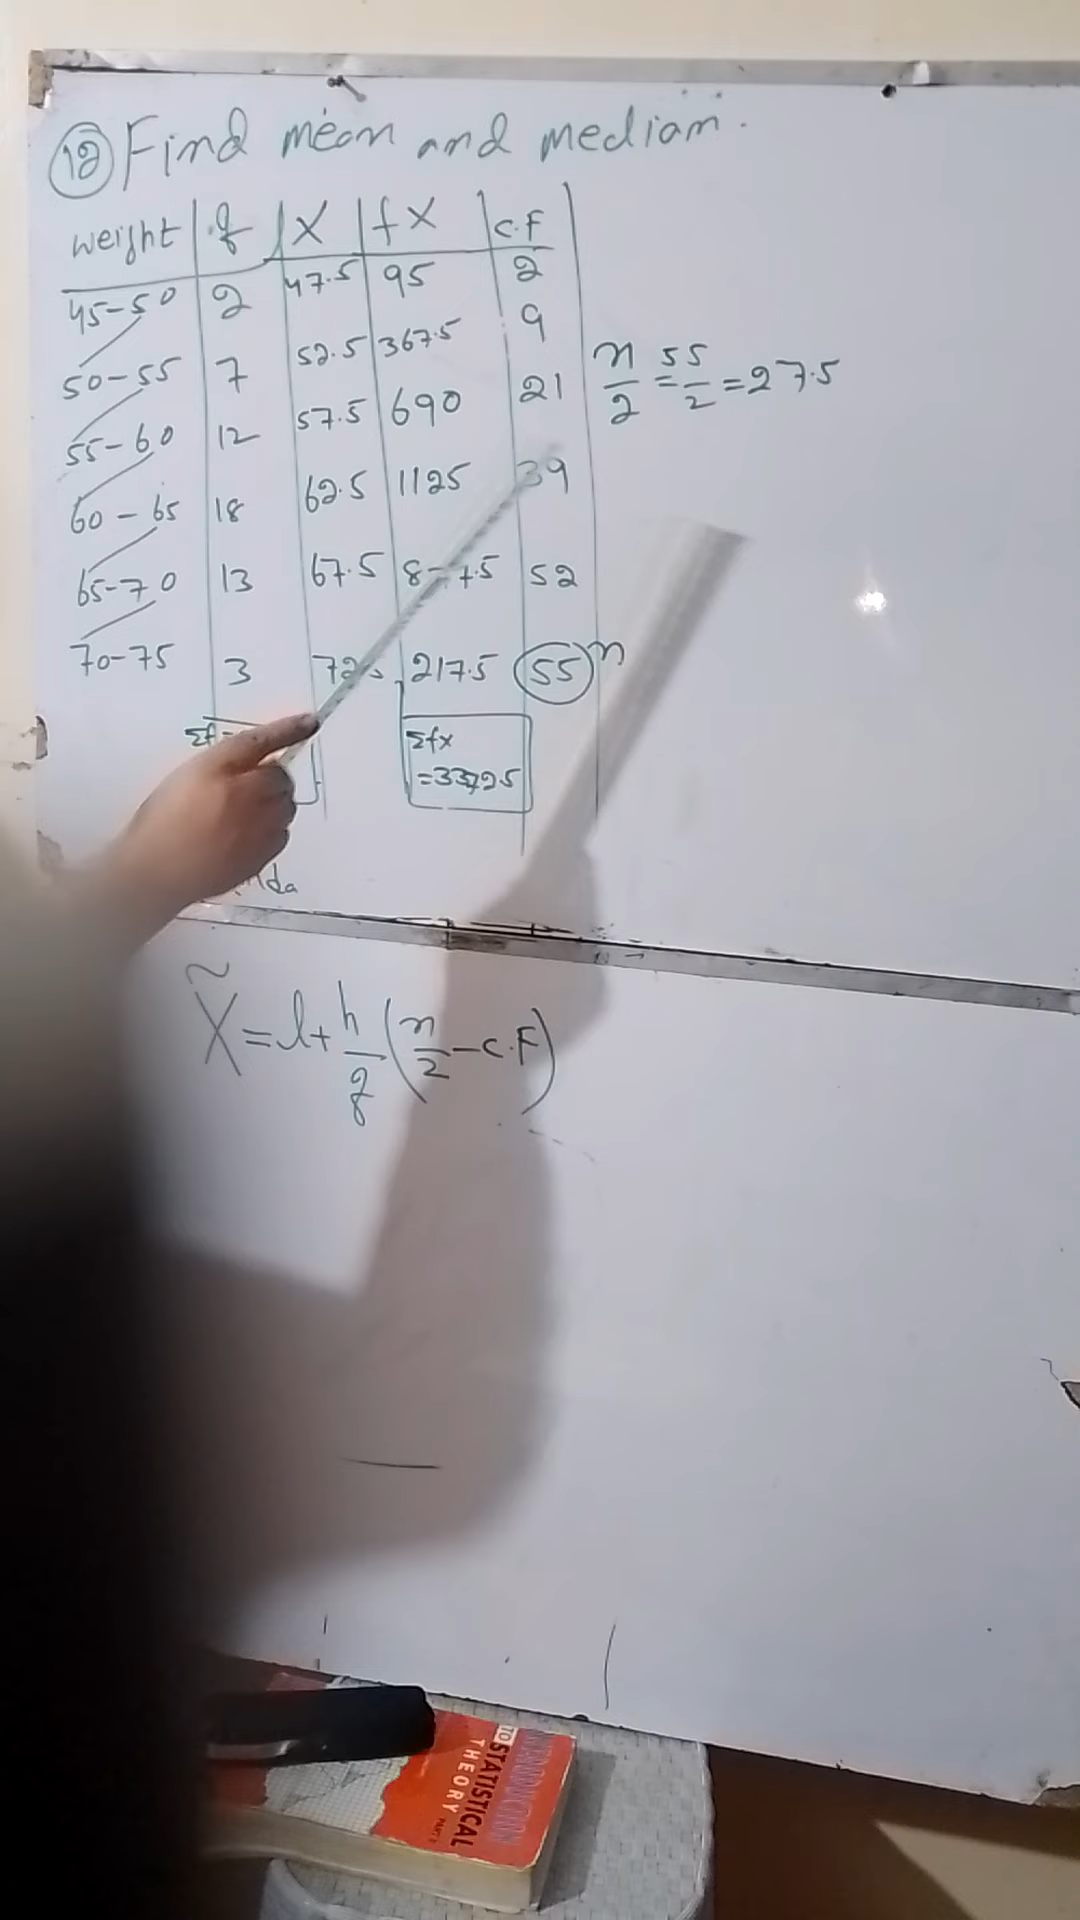 12 Find mean and median.
weight f X fX C.F
45-50 2 47.5 95 2
50-55 7 52.5 367.5 9
55-60 12 57.5 690 21
n/2 = 55/2 = 27.5
60-65 18 62.5 1125 39
65-70 13 67.5 52
70-75 3 217.5 55 n
Σfx
=3372.5
X̃ = l + h/f (n/2 - C.F)
TO STATISTICAL
THEORY